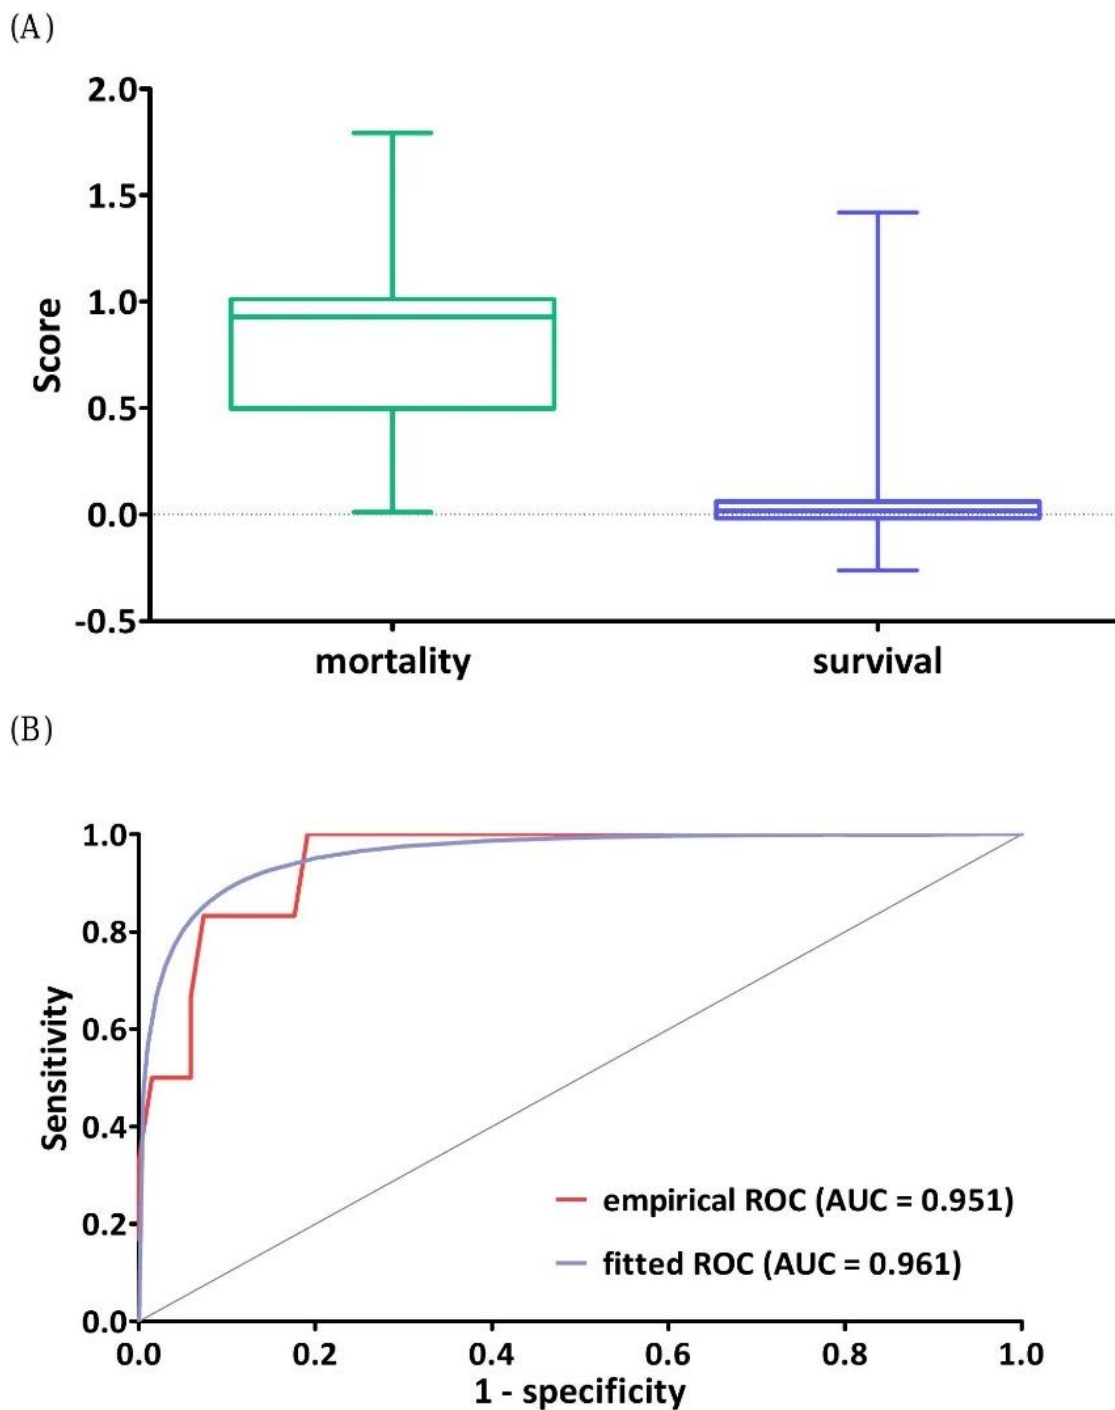 (A)
2.0
1.5
1.0
0.5
0.0
-0.5
Score
mortality survival
(B)
1.0
0.8
0.6
0.4
0.2
0.0
Sensitivity
empirical ROC (AUC = 0.951)
fitted ROC (AUC = 0.961)
0.0 0.2 0.4 0.6 0.8 1.0
1 - specificity